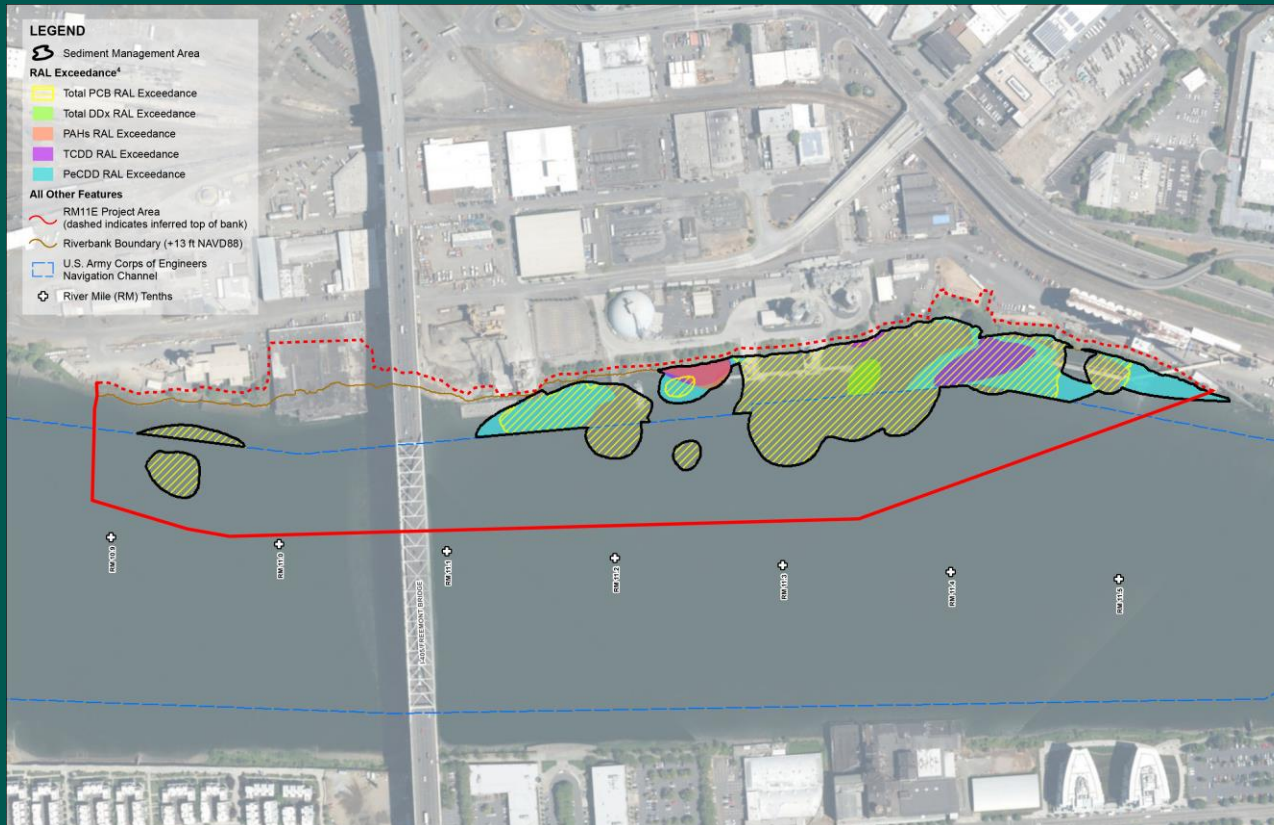 LEGEND
Sediment Management Area
RAL Exceedance⁴
Total PCB RAL Exceedance
Total DDx RAL Exceedance
PAHs RAL Exceedance
TCDD RAL Exceedance
PeCDD RAL Exceedance
All Other Features
RM11E Project Area
(dashed indicates inferred top of bank)
Riverbank Boundary (+13 ft NAVD88)
U.S. Army Corps of Engineers
Navigation Channel
River Mile (RM) Tenths
RM 10.9
RM 11.0
RM 11.1
RM 11.2
RM 11.3
RM 11.4
RM 11.5
I-405/FREEMONT BRIDGE